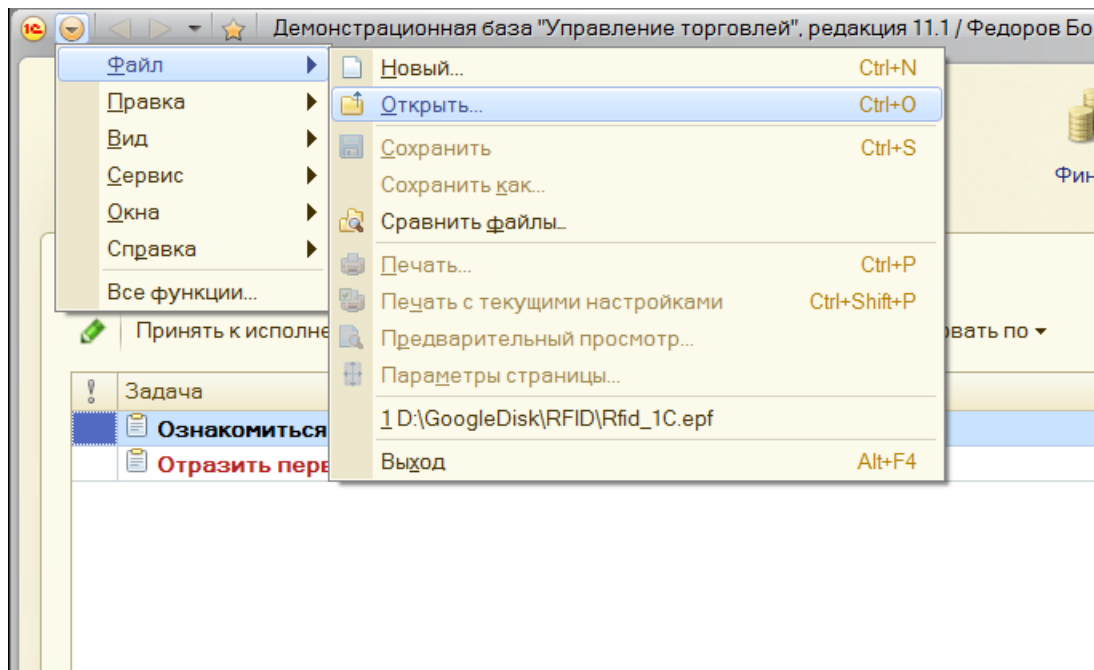 1С Демонстрационная база "Управление торговлей", редакция 11.1 / Федоров Бо
Файл
Правка
Вид
Сервис
Окна
Справка
Все функции...
Новый... Ctrl+N
Открыть... Ctrl+O
Сохранить Ctrl+S
Сохранить как...
Сравнить файлы...
Печать... Ctrl+P
Печать с текущими настройками Ctrl+Shift+P
Предварительный просмотр...
Параметры страницы...
1 D:\GoogleDisk\RFID\Rfid_1C.epf
Выход Alt+F4
Фин
Принять к исполне
овать по
Задача
Ознакомиться
Отразить перв